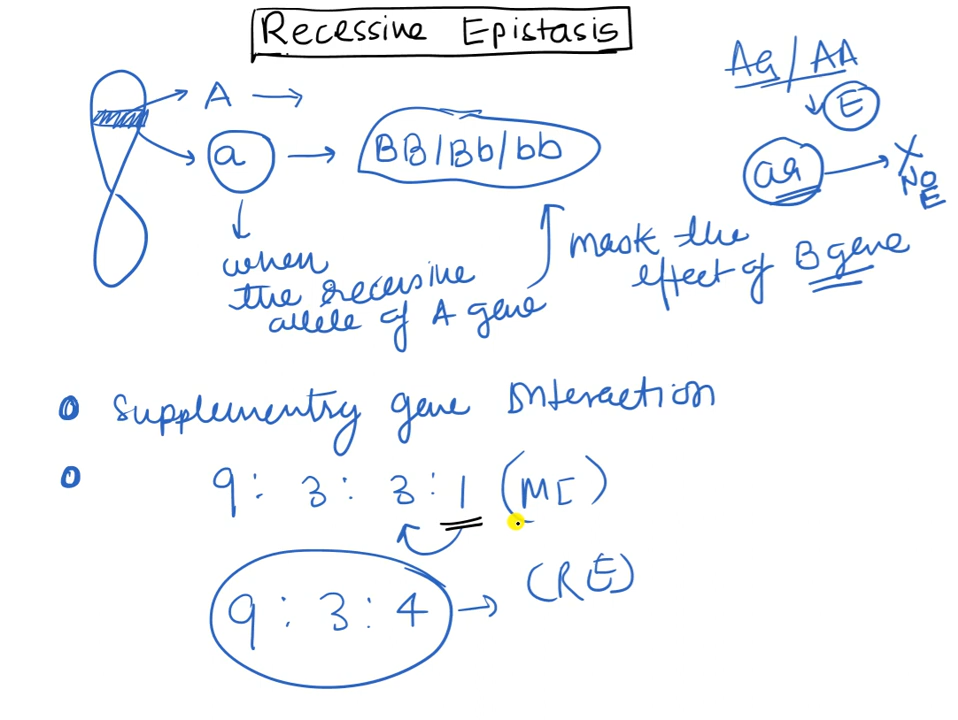 Recessive Epistasis
A
a
BB/Bb/bb
Aa/AA
E
aa
X
NO
E
when
the recessive
allele of A gene
mask the
effect of B gene
Supplementry gene Interaction
9 : 3 : 3 : 1 (MI)
9 : 3 : 4
(RE)